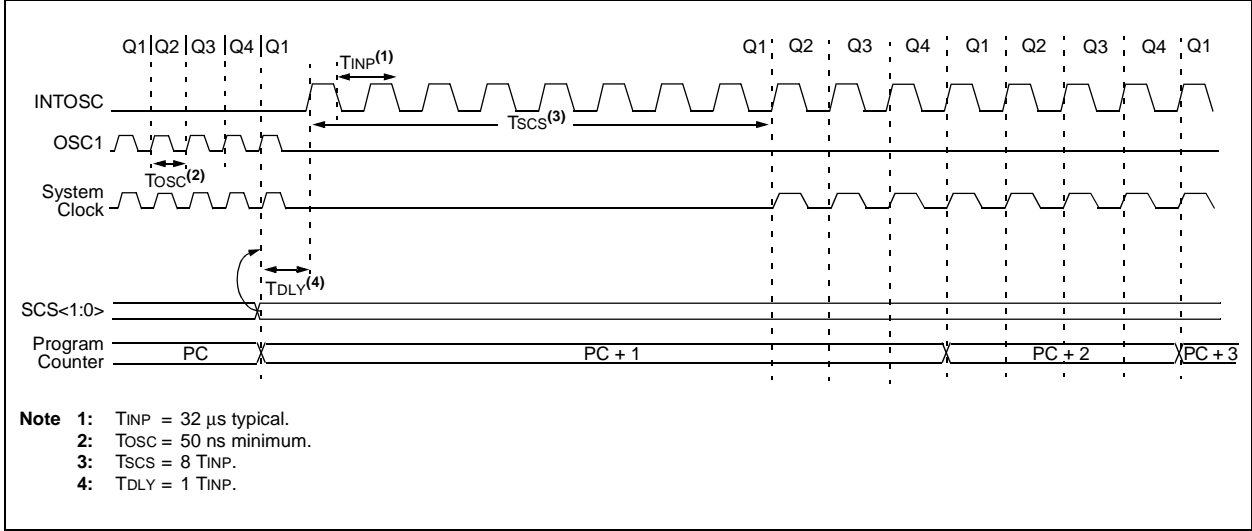 Q1 Q2 Q3 Q4 Q1 Q1 Q2 Q3 Q4 Q1 Q2 Q3 Q4 Q1
TINP(1)
INTOSC
TSCS(3)
OSC1
TOSC(2)
System
Clock
TDLY(4)
SCS<1:0>
Program
Counter
PC PC + 1 PC + 2 PC + 3
Note 1: TINP = 32 μs typical.
2: TOSC = 50 ns minimum.
3: TSCS = 8 TINP.
4: TDLY = 1 TINP.